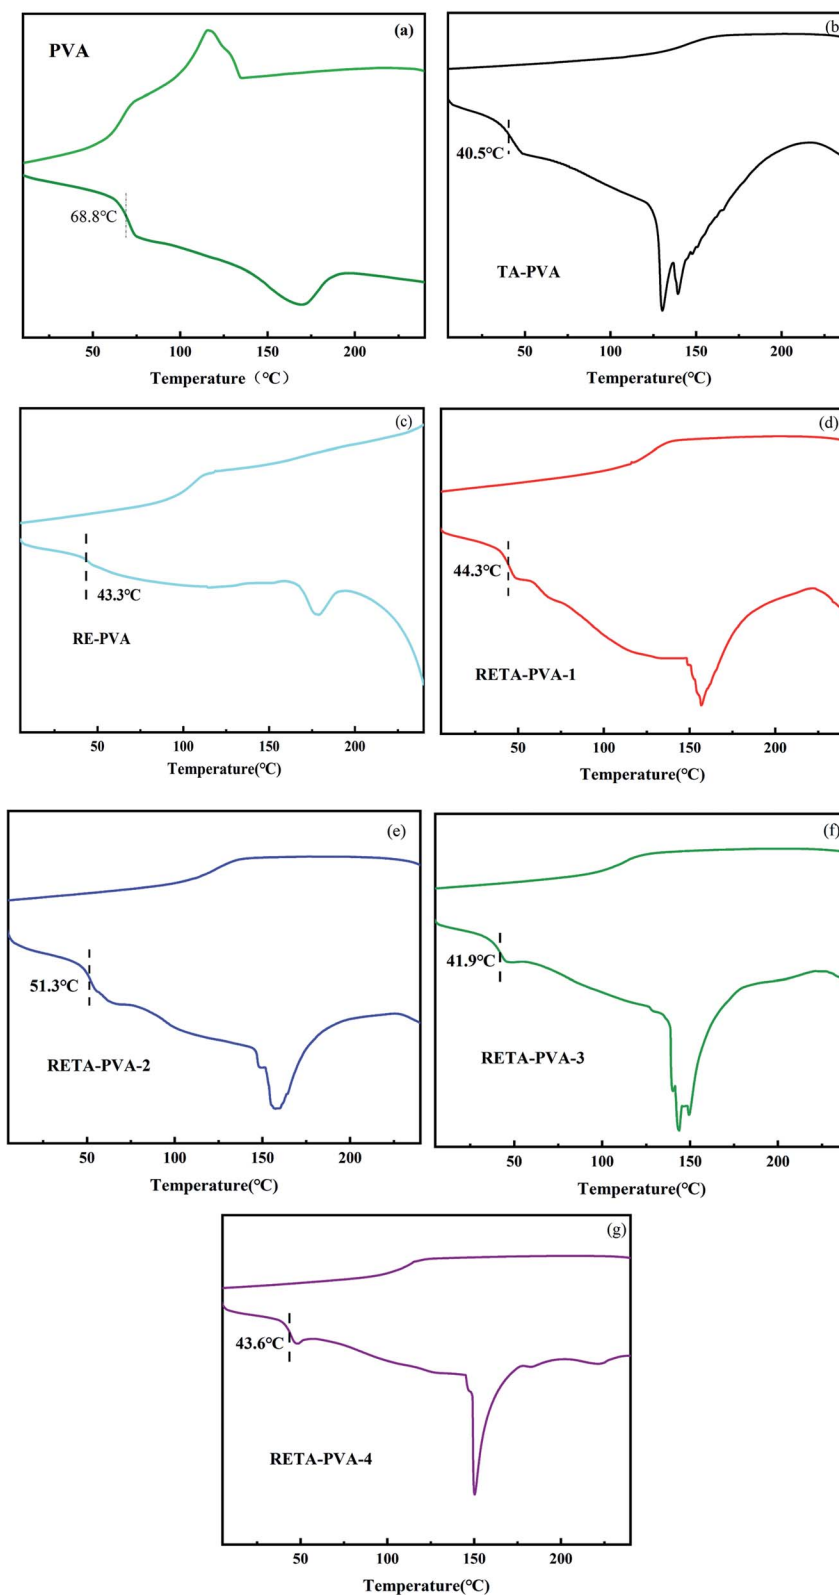 PVA
(a)
68.8℃
50
100
150
200
Temperature（℃）
(b)
40.5℃
TA-PVA
50
100
150
200
Temperature(℃)
(c)
43.3℃
RE-PVA
50
100
150
200
Temperature(℃)
(d)
44.3℃
RETA-PVA-1
50
100
150
200
Temperature(℃)
(e)
51.3℃
RETA-PVA-2
50
100
150
200
Temperature(℃)
(f)
41.9℃
RETA-PVA-3
50
100
150
200
Temperature(℃)
(g)
43.6℃
RETA-PVA-4
50
100
150
200
Temperature(℃)